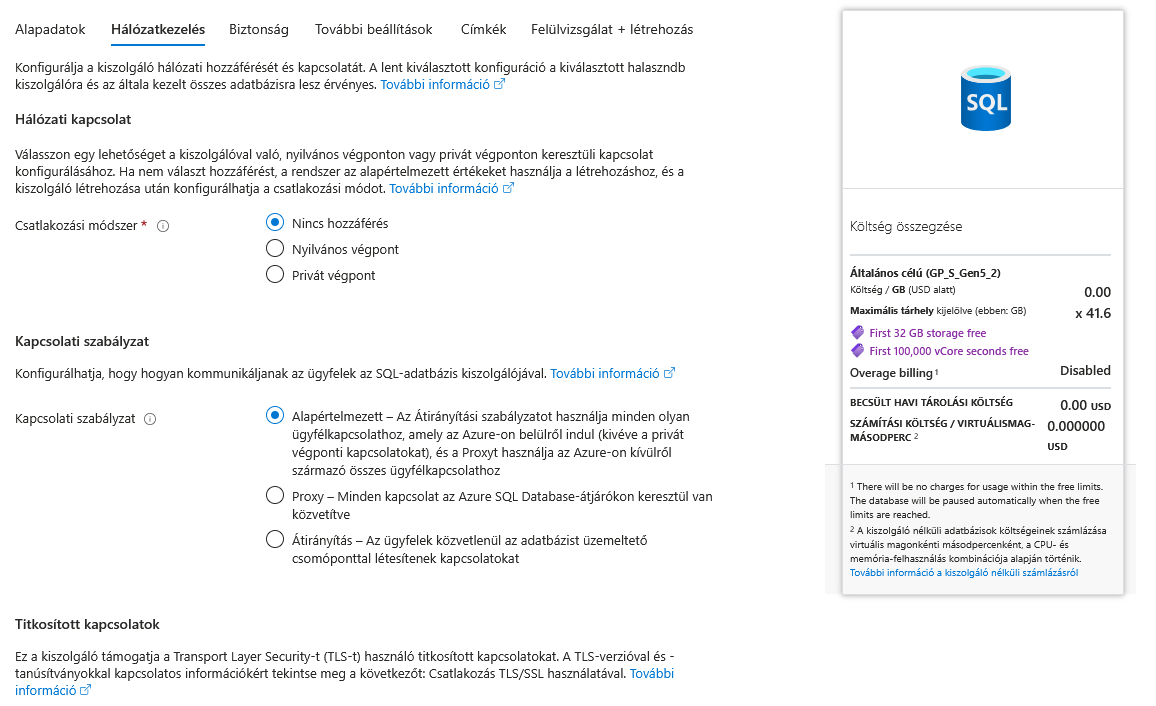 Alapadatok
Hálózatkezelés
Biztonság
További beállítások
Címkék
Felülvizsgálat + létrehozás
Konfigurálja a kiszolgáló hálózati hozzáférését és kapcsolatát. A lent kiválasztott konfiguráció a kiválasztott halaszndb
kiszolgálóra és az általa kezelt összes adatbázisra lesz érvényes. További információ
Hálózati kapcsolat
Válasszon egy lehetőséget a kiszolgálóval való, nyilvános végponton vagy privát végponton keresztüli kapcsolat
konfigurálásához. Ha nem választ hozzáférést, a rendszer az alapértelmezett értékeket használja a létrehozáshoz, és a
kiszolgáló létrehozása után konfigurálhatja a csatlakozási módot. További információ
Csatlakozási módszer *
Nincs hozzáférés
Nyilvános végpont
Privát végpont
Kapcsolati szabályzat
Konfigurálhatja, hogy hogyan kommunikáljanak az ügyfelek az SQL-adatbázis kiszolgálójával. További információ
Kapcsolati szabályzat
Alapértelmezett – Az Átirányítási szabályzatot használja minden olyan
ügyfélkapcsolathoz, amely az Azure-on belülről indul (kivéve a privát
végponti kapcsolatokat), és a Proxyt használja az Azure-on kívülről
származó összes ügyfélkapcsolathoz
Proxy – Minden kapcsolat az Azure SQL Database-átjárókon keresztül van
közvetítve
Átirányítás – Az ügyfelek közvetlenül az adatbázist üzemeltető
csomóponttal létesítenek kapcsolatokat
Titkosított kapcsolatok
Ez a kiszolgáló támogatja a Transport Layer Security-t (TLS-t) használó titkosított kapcsolatokat. A TLS-verzióval és -
tanúsítványokkal kapcsolatos információkért tekintse meg a következőt: Csatlakozás TLS/SSL használatával. További
információ
SQL
Költség összegzése
Általános célú (GP_S_Gen5_2)
Költség / GB (USD alatt) 0.00
Maximális tárhely kijelölve (ebben: GB) x 41.6
First 32 GB storage free
First 100,000 vCore seconds free
Overage billing 1 Disabled
BECSÜLT HAVI TÁROLÁSI KÖLTSÉG 0.00 USD
SZÁMÍTÁSI KÖLTSÉG / VIRTUÁLISMAG- 0.000000
MÁSODPERC 2 USD
1 There will be no charges for usage within the free limits.
The database will be paused automatically when the free
limits are reached.
2 A kiszolgáló nélküli adatbázisok költségeinek számlázása
virtuális magonkénti másodpercenként, a CPU- és
memória-felhasználás kombinációja alapján történik.
További információ a kiszolgáló nélküli számlázásról